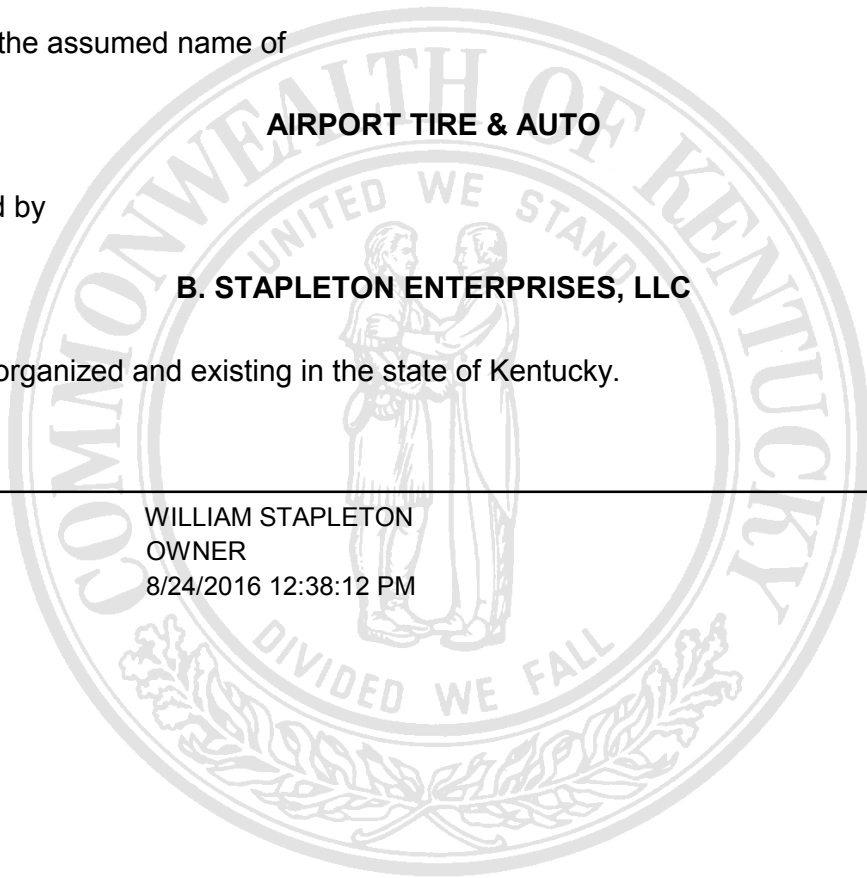 the assumed name of
AIRPORT TIRE & AUTO
d by
B. STAPLETON ENTERPRISES, LLC
organized and existing in the state of Kentucky.
WILLIAM STAPLETON
OWNER
8/24/2016 12:38:12 PM
COMMONWEALTH OF KENTUCKY
UNITED WE STAND
DIVIDED WE FALL